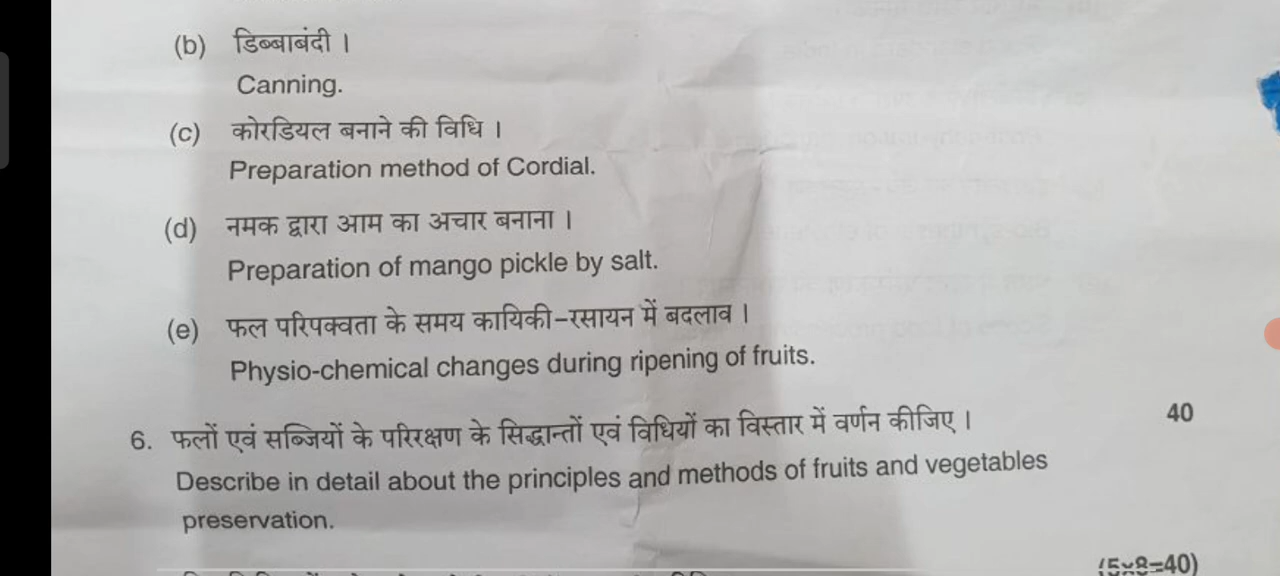 (b) डिब्बाबंदी ।
Canning.
(c) कोरडियल बनाने की विधि ।
Preparation method of Cordial.
(d) नमक द्वारा आम का अचार बनाना ।
Preparation of mango pickle by salt.
(e) फल परिपक्वता के समय कायिकी-रसायन में बदलाव ।
Physio-chemical changes during ripening of fruits.
6. फलों एवं सब्जियों के परिरक्षण के सिद्धान्तों एवं विधियों का विस्तार में वर्णन कीजिए । 40
Describe in detail about the principles and methods of fruits and vegetables
preservation.
(5×8=40)